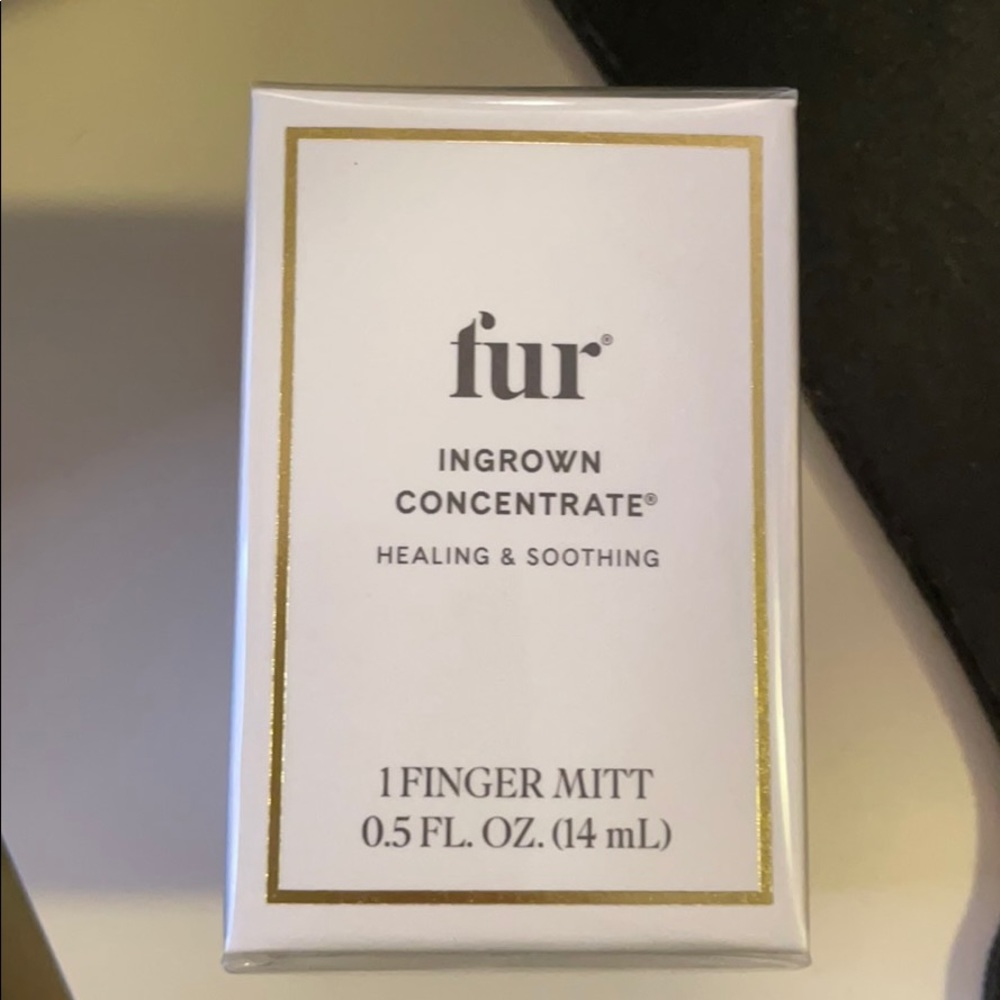 fur®
INGROWN
CONCENTRATE®
HEALING & SOOTHING
1 FINGER MITT
0.5 FL. OZ. (14 mL)